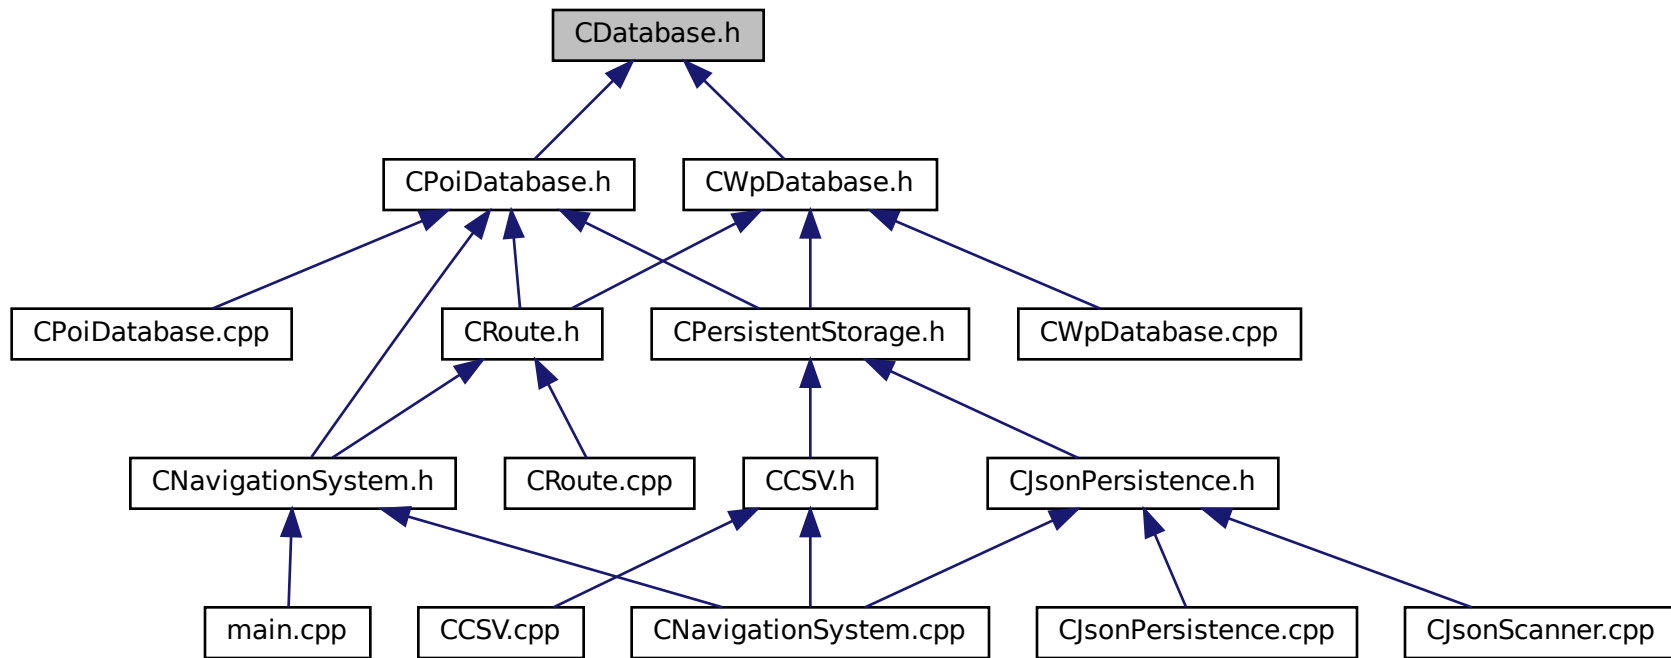 CDatabase.h
CPoiDatabase.h
CWpDatabase.h
CPoiDatabase.cpp
CRoute.h
CPersistentStorage.h
CWpDatabase.cpp
CNavigationSystem.h
CRoute.cpp
CCSV.h
CJsonPersistence.h
main.cpp
CCSV.cpp
CNavigationSystem.cpp
CJsonPersistence.cpp
CJsonScanner.cpp